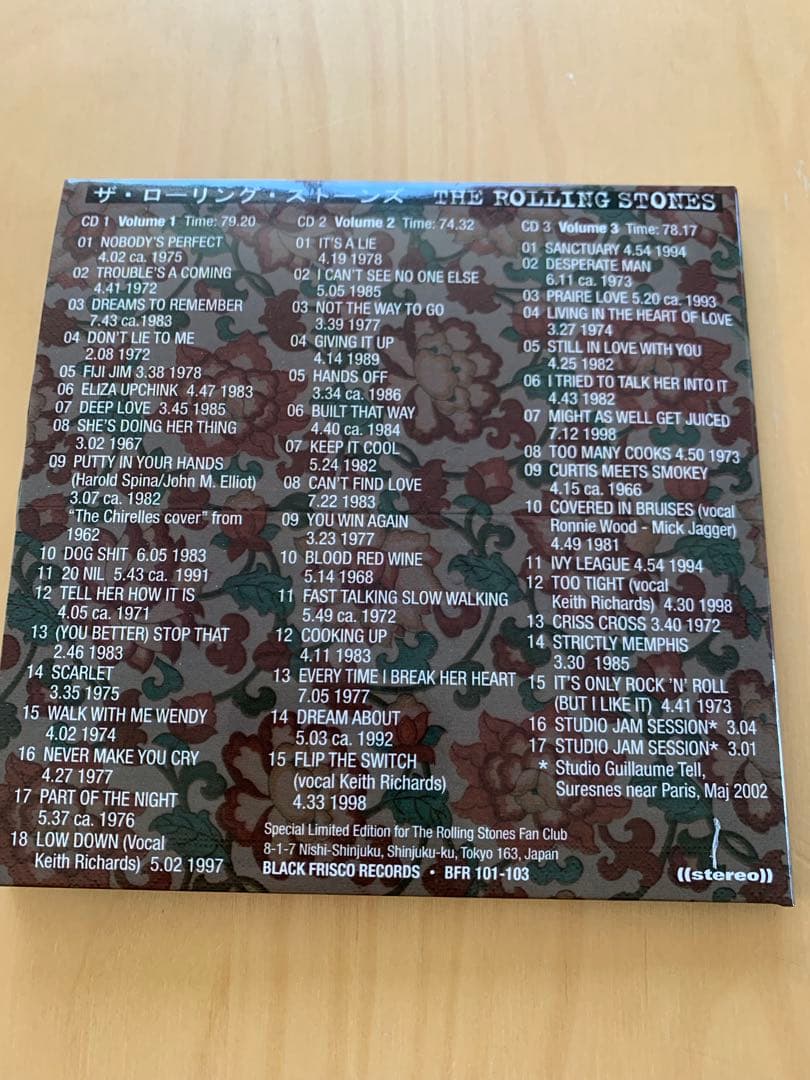 ザ・ローリング・ストーンズ THE ROLLING STONES
CD 1 Volume 1 Time: 79.20
01 NOBODY'S PERFECT
4.02 ca. 1975
02 TROUBLE'S A COMING
4.41 1972
03 DREAMS TO REMEMBER
7.43 ca.1983
04 DON'T LIE TO ME
2.08 1972
05 FIJI JIM 3.38 1978
06 ELIZA UPCHINK 4.47 1983
07 DEEP LOVE 3.45 1985
08 SHE'S DOING HER THING
3.02 1967
09 PUTTY IN YOUR HANDS
(Harold Spina/John M. Elliot)
3.07 ca. 1982
"The Chirelles cover" from
1962
10 DOG SHIT 6.05 1983
11 20 NIL 5.43 ca. 1991
12 TELL HER HOW IT IS
4.05 ca. 1971
13 (YOU BETTER) STOP THAT
2.46 1983
14 SCARLET
3.35 1975
15 WALK WITH ME WENDY
4.02 1974
16 NEVER MAKE YOU CRY
4.27 1977
17 PART OF THE NIGHT
5.37 ca. 1976
18 LOW DOWN (Vocal
Keith Richards) 5.02 1997
CD 2 Volume 2 Time: 74.32
01 IT'S A LIE
4.19 1978
02 I CAN'T SEE NO ONE ELSE
5.05 1985
03 NOT THE WAY TO GO
3.39 1977
04 GIVING IT UP
4.14 1989
05 HANDS OFF
3.34 ca. 1986
06 BUILT THAT WAY
4.40 ca. 1984
07 KEEP IT COOL
5.24 1982
08 CAN'T FIND LOVE
7.22 1983
09 YOU WIN AGAIN
3.23 1977
10 BLOOD RED WINE
5.14 1968
11 FAST TALKING SLOW WALKING
5.49 ca. 1972
12 COOKING UP
4.11 1983
13 EVERY TIME I BREAK HER HEART
7.05 1977
14 DREAM ABOUT
5.03 ca. 1992
15 FLIP THE SWITCH
(vocal Keith Richards)
4.33 1998
CD 3 Volume 3 Time: 78.17
01 SANCTUARY 4.54 1994
02 DESPERATE MAN
6.11 ca. 1973
03 PRAIRE LOVE 5.20 ca. 1993
04 LIVING IN THE HEART OF LOVE
3.27 1974
05 STILL IN LOVE WITH YOU
4.25 1982
06 I TRIED TO TALK HER INTO IT
4.43 1982
07 MIGHT AS WELL GET JUICED
7.12 1998
08 TOO MANY COOKS 4.50 1973
09 CURTIS MEETS SMOKEY
4.15 ca. 1966
10 COVERED IN BRUISES (vocal
Ronnie Wood - Mick Jagger)
4.49 1981
11 IVY LEAGUE 4.54 1994
12 TOO TIGHT (vocal
Keith Richards) 4.30 1998
13 CRISS CROSS 3.40 1972
14 STRICTLY MEMPHIS
3.30 1985
15 IT'S ONLY ROCK 'N' ROLL
(BUT I LIKE IT) 4.41 1973
16 STUDIO JAM SESSION* 3.04
17 STUDIO JAM SESSION* 3.01
* Studio Guillaume Tell,
Suresnes near Paris, Maj 2002
Special Limited Edition for The Rolling Stones Fan Club
8-1-7 Nishi-Shinjuku, Shinjuku-ku, Tokyo 163, Japan
BLACK FRISCO RECORDS • BFR 101-103
((stereo))